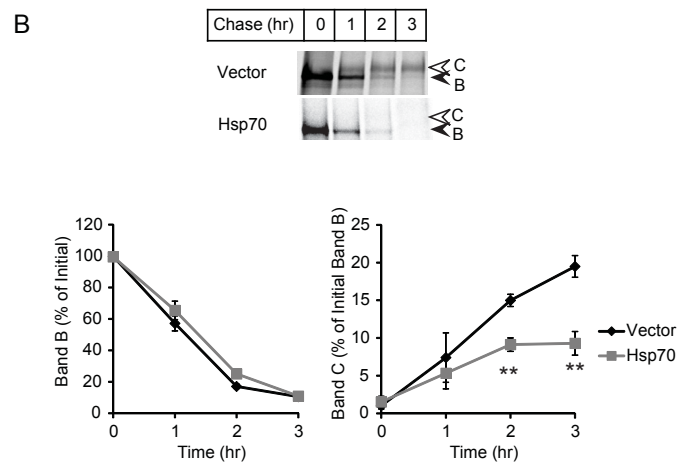 B
Chase (hr) 0 1 2 3
Vector
C
B
Hsp70
C
B
Band B (% of Initial)
120
100
80
60
40
20
0
0 1 2 3
Time (hr)
Band C (% of Initial Band B)
25
20
15
10
5
0
**
**
0 1 2 3
Time (hr)
Vector
Hsp70